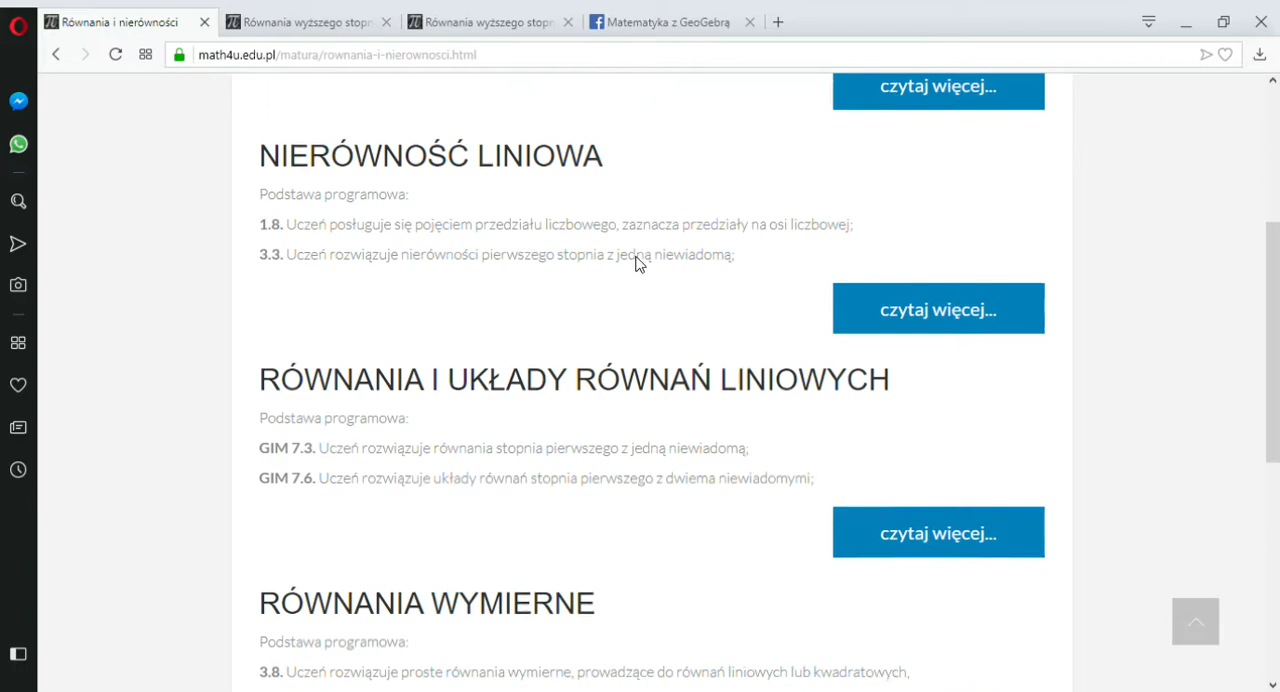 Równania i nierówności
Równania wyższego stopn
Równania wyższego stopn
Matematyka z GeoGebrą
math4u.edu.pl/matura/rownania-i-nierownosci.html
czytaj więcej...
NIERÓWNOŚĆ LINIOWA
Podstawa programowa:
1.8. Uczeń posługuje się pojęciem przedziału liczbowego, zaznacza przedziały na osi liczbowej;
3.3. Uczeń rozwiązuje nierówności pierwszego stopnia z jedną niewiadomą;
czytaj więcej...
RÓWNANIA I UKŁADY RÓWNAŃ LINIOWYCH
Podstawa programowa:
GIM 7.3. Uczeń rozwiązuje równania stopnia pierwszego z jedną niewiadomą;
GIM 7.6. Uczeń rozwiązuje układy równań stopnia pierwszego z dwiema niewiadomymi;
czytaj więcej...
RÓWNANIA WYMIERNE
Podstawa programowa:
3.8. Uczeń rozwiązuje proste równania wymierne, prowadzące do równań liniowych lub kwadratowych,